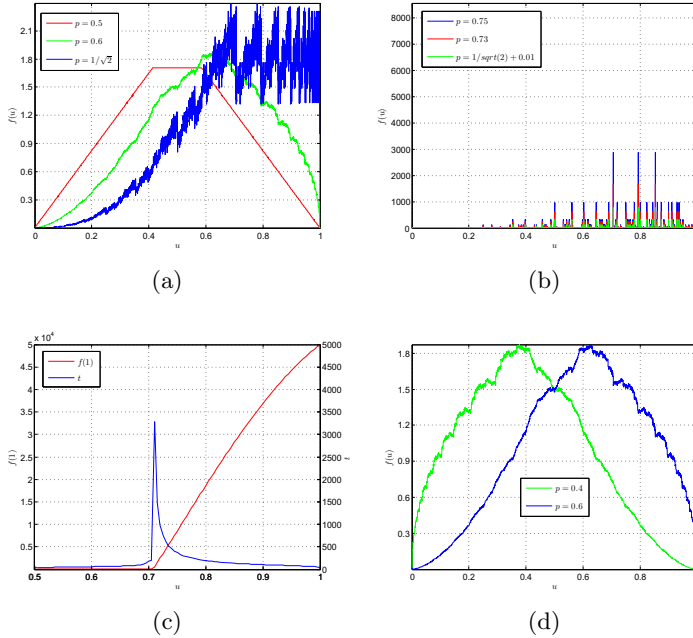 p = 0.5
p = 0.6
p = 1/√2
2.1
1.8
1.5
1.2
0.9
0.6
0.3
f(u)
0 0.2 0.4 0.6 0.8 1
u
(a)
p = 0.75
p = 0.73
p = 1/sqrt(2) + 0.01
8000
7000
6000
5000
4000
3000
2000
1000
0
f(u)
0 0.2 0.4 0.6 0.8
u
(b)
x 10⁴
f(1)
t
5
4.5
4
3.5
3
2.5
2
1.5
1
0.5
f(1)
5000
4500
4000
3500
3000
2500
2000
1500
1000
500
0
t
0.5 0.6 0.7 0.8 0.9 1
u
(c)
1.8
1.5
1.2
0.9
0.6
0.3
f(u)
p = 0.4
p = 0.6
0 0.2 0.4 0.6 0.8
u
(d)